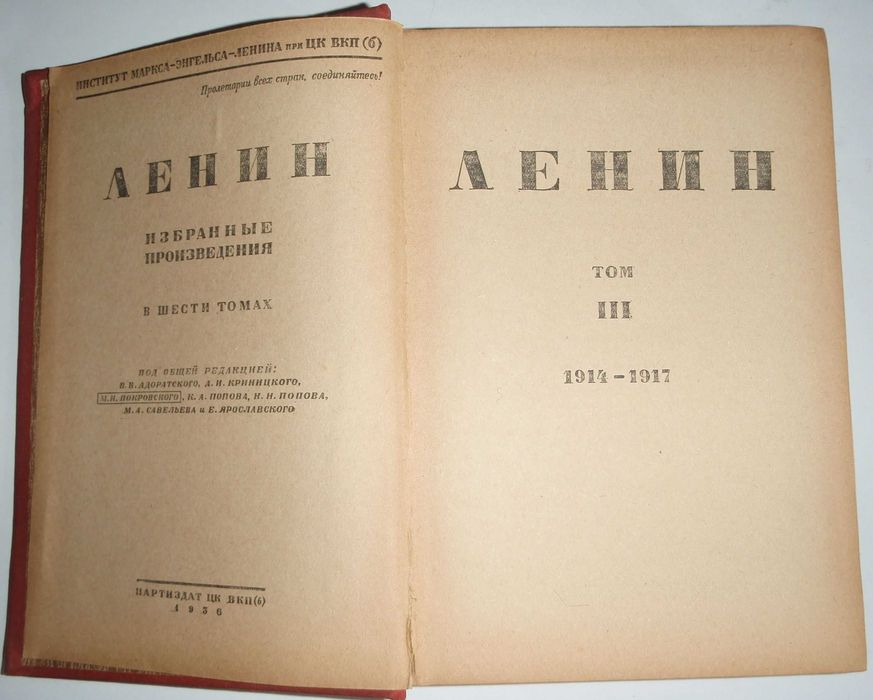 ИНСТИТУТ МАРКСА-ЭНГЕЛЬСА-ЛЕНИНА при ЦК ВКП(б)
Пролетарии всех стран, соединяйтесь!
ЛЕНИН
ИЗБРАННЫЕ
ПРОИЗВЕДЕНИЯ
В ШЕСТИ ТОМАХ
ПОД ОБЩЕЙ РЕДАКЦИЕЙ:
В. В. АДОРАТСКОГО, А. И. КРИНИЦКОГО,
М. Н. ПОКРОВСКОГО, К. А. ПОПОВА, Н. Н. ПОПОВА,
М. А. САВЕЛЬЕВА и Е. ЯРОСЛАВСКОГО
ПАРТИЗДАТ ЦК ВКП(б)
1936
ЛЕНИН
ТОМ
III
1914-1917